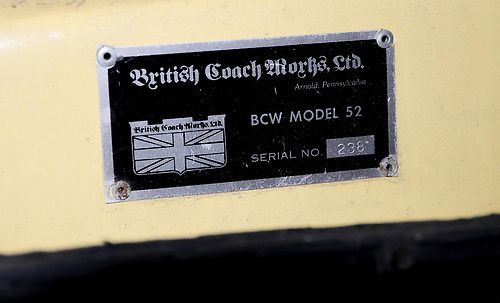 British Coach Works, Ltd.
Arnold, Pennsylvania
British Coach Works, Ltd.
BCW MODEL 52
SERIAL NO. 238